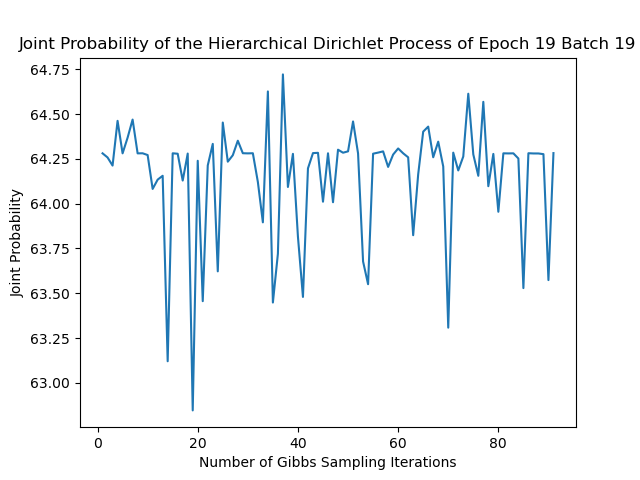 Joint Probability of the Hierarchical Dirichlet Process of Epoch 19 Batch 19
64.75
64.50
64.25
64.00
63.75
63.50
63.25
63.00
Joint Probability
0 20 40 60 80
Number of Gibbs Sampling Iterations